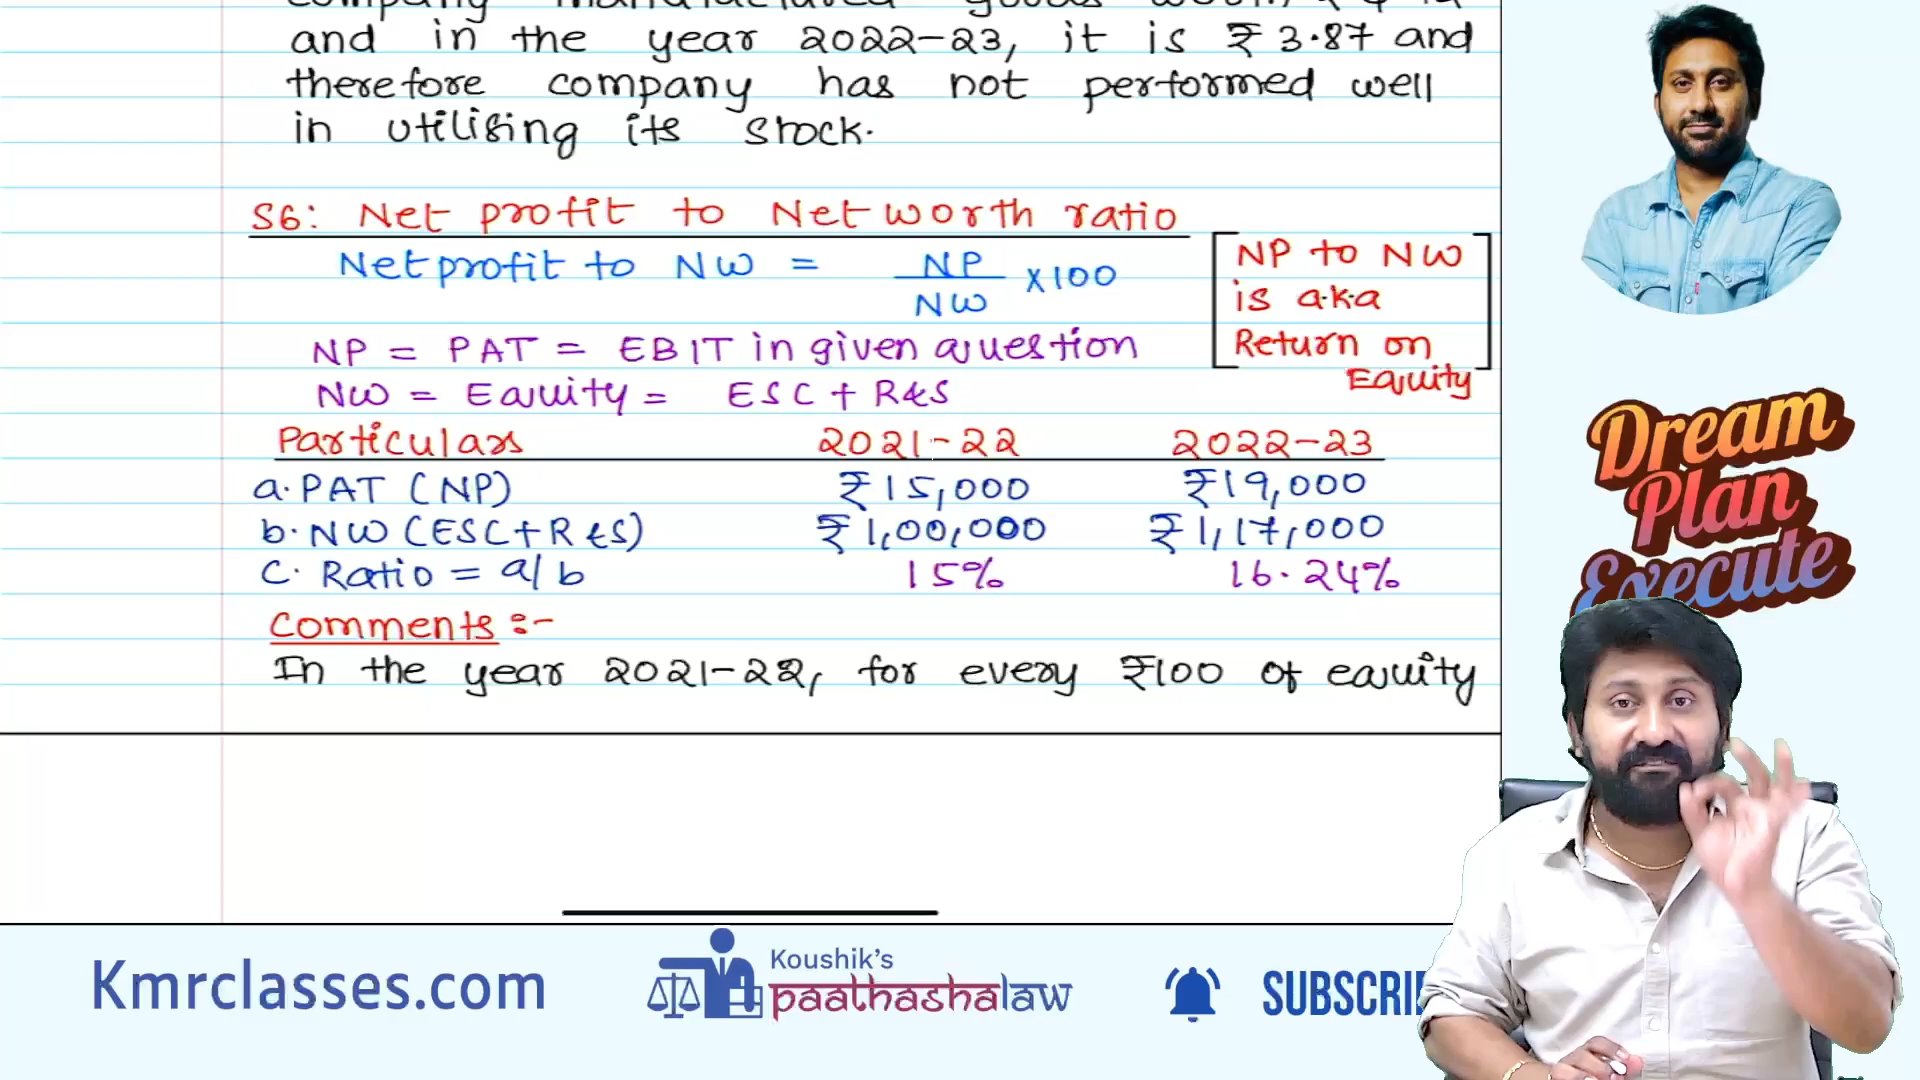 and in the year 2022-23, it is ₹3.87 and
therefore company has not performed well
in utilising its stock.
S6: Net profit to Net worth ratio
Net profit to NW = NP/NW X100
NP = PAT = EBIT in given question
NW = Equity = ESC + R&S
[NP to NW
is a.k.a
Return on
Equity]
Particulars 2021-22 2022-23
a. PAT (NP) ₹15,000 ₹19,000
b. NW (ESC+R&S) ₹1,00,000 ₹1,17,000
c. Ratio = a/b 15% 16.24%
Comments :-
In the year 2021-22, for every ₹100 of equity
Dream
Plan
Execute
Kmrclasses.com
Koushik's
paathashalaw
SUBSCRI